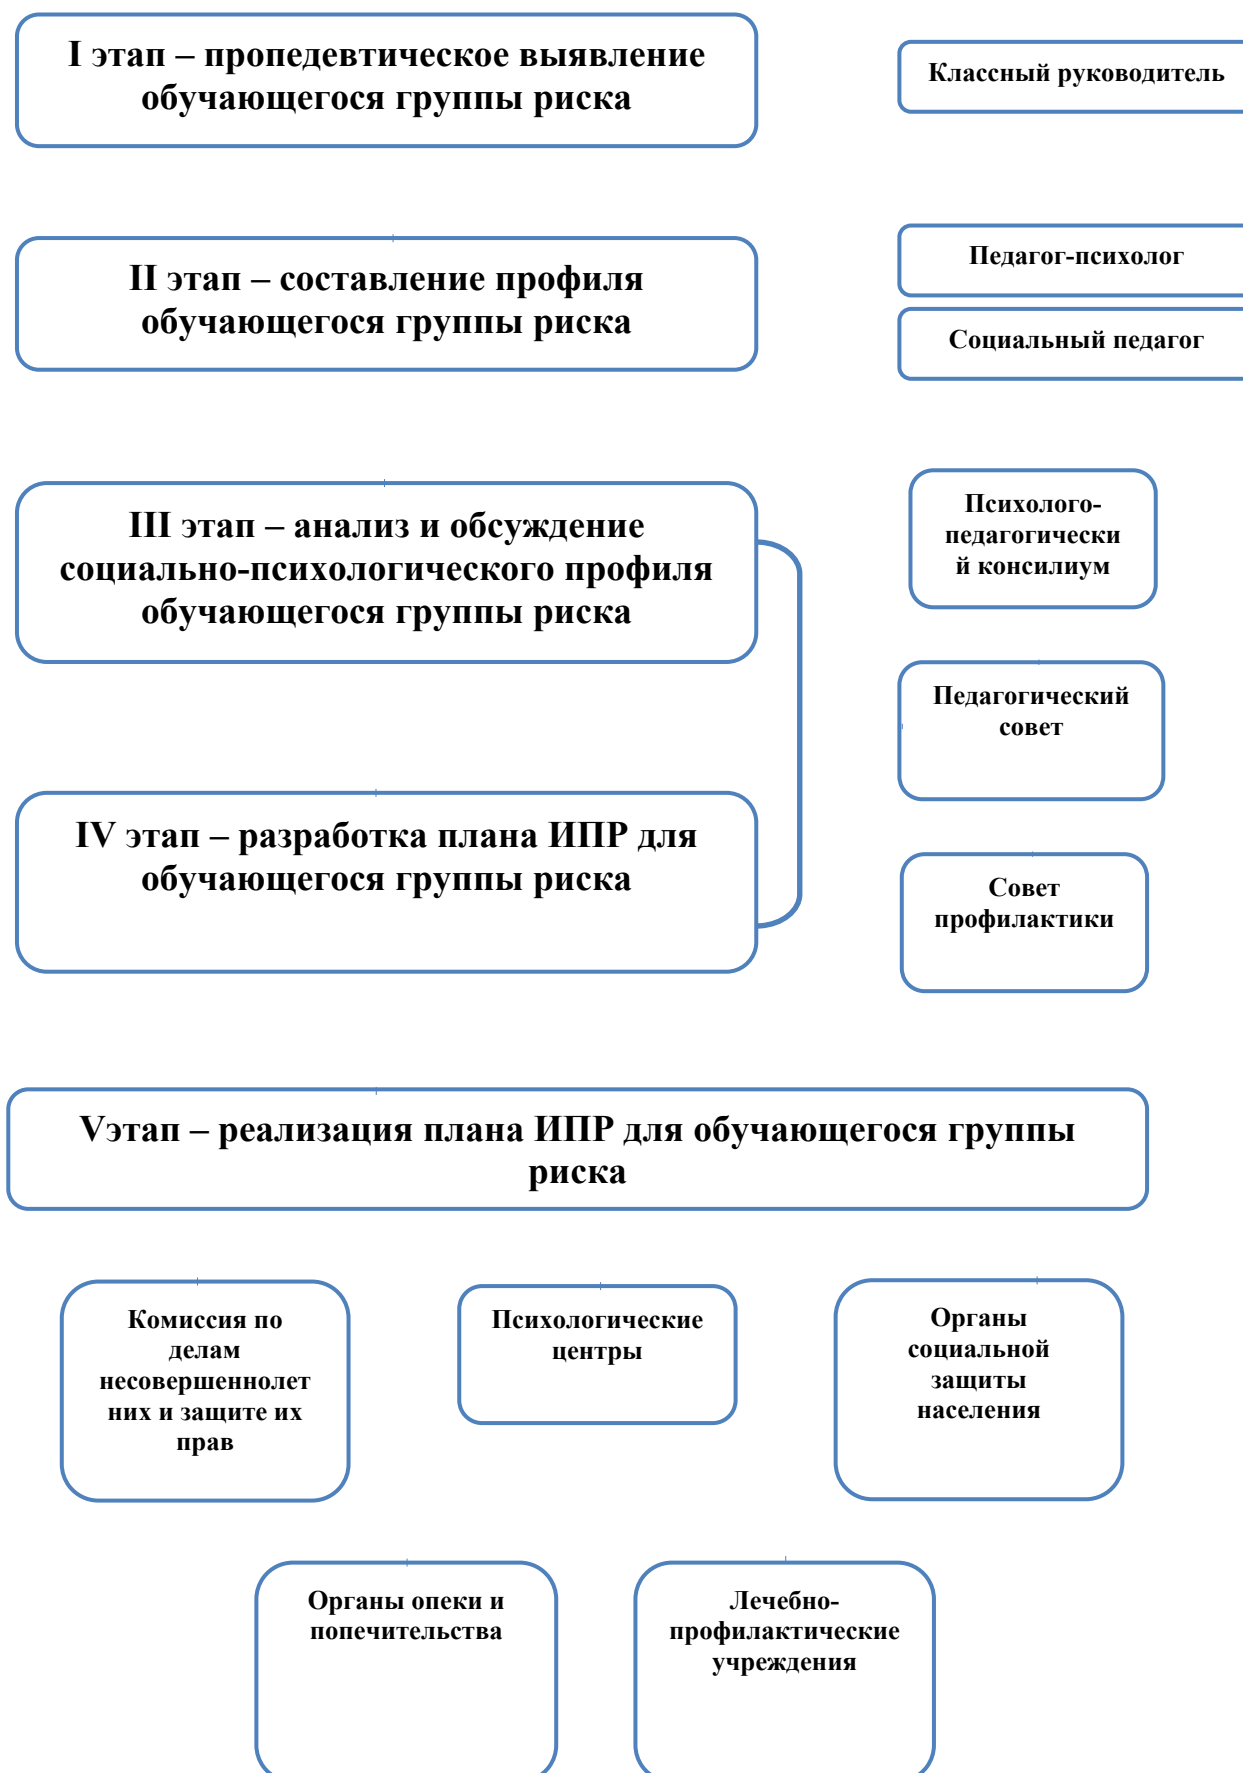 I этап – пропедевтическое выявление
обучающегося группы риска
Классный руководитель
II этап – составление профиля
обучающегося группы риска
Педагог-психолог
Социальный педагог
III этап – анализ и обсуждение
социально-психологического профиля
обучающегося группы риска
Психолого-
педагогически
й консилиум
Педагогический
совет
IV этап – разработка плана ИПР для
обучающегося группы риска
Совет
профилактики
Vэтап – реализация плана ИПР для обучающегося группы
риска
Комиссия по
делам
несовершеннолет
них и защите их
прав
Психологические
центры
Органы
социальной
защиты
населения
Органы опеки и
попечительства
Лечебно-
профилактические
учреждения